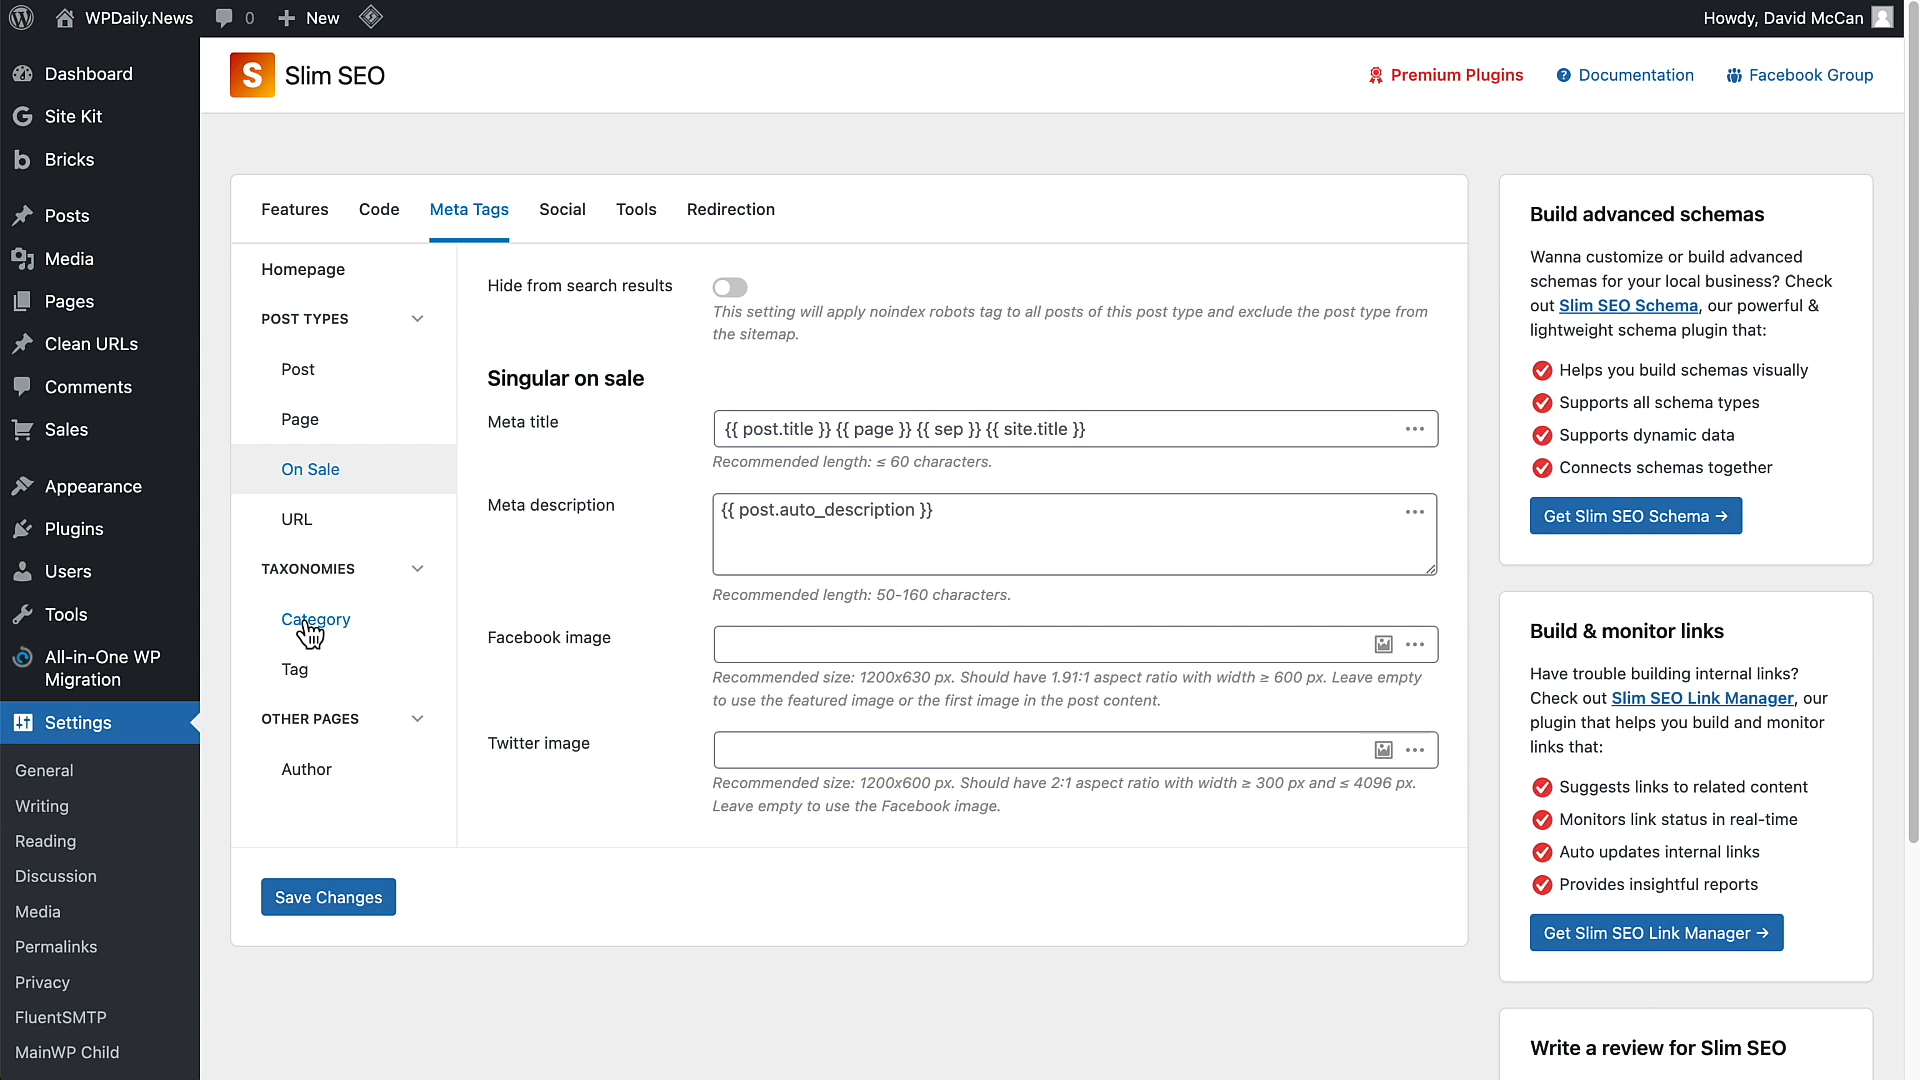 WPDaily.News
0
New
Howdy, David McCan
Dashboard
Site Kit
Bricks
Posts
Media
Pages
Clean URLs
Comments
Sales
Appearance
Plugins
Users
Tools
All-in-One WP
Migration
Settings
General
Writing
Reading
Discussion
Media
Permalinks
Privacy
FluentSMTP
MainWP Child
S
Slim SEO
Premium Plugins
Documentation
Facebook Group
Features
Code
Meta Tags
Social
Tools
Redirection
Homepage
POST TYPES
Post
Page
On Sale
URL
TAXONOMIES
Category
Tag
OTHER PAGES
Author
Hide from search results
This setting will apply noindex robots tag to all posts of this post type and exclude the post type from
the sitemap.
Singular on sale
Meta title
{{ post.title }} {{ page }} {{ sep }} {{ site.title }}
Recommended length: ≤ 60 characters.
Meta description
{{ post.auto_description }}
Recommended length: 50-160 characters.
Facebook image
Recommended size: 1200x630 px. Should have 1.91:1 aspect ratio with width ≥ 600 px. Leave empty
to use the featured image or the first image in the post content.
Twitter image
Recommended size: 1200x600 px. Should have 2:1 aspect ratio with width ≥ 300 px and ≤ 4096 px.
Leave empty to use the Facebook image.
Save Changes
Build advanced schemas
Wanna customize or build advanced
schemas for your local business? Check
out Slim SEO Schema, our powerful &
lightweight schema plugin that:
Helps you build schemas visually
Supports all schema types
Supports dynamic data
Connects schemas together
Get Slim SEO Schema →
Build & monitor links
Have trouble building internal links?
Check out Slim SEO Link Manager, our
plugin that helps you build and monitor
links that:
Suggests links to related content
Monitors link status in real-time
Auto updates internal links
Provides insightful reports
Get Slim SEO Link Manager →
Write a review for Slim SEO